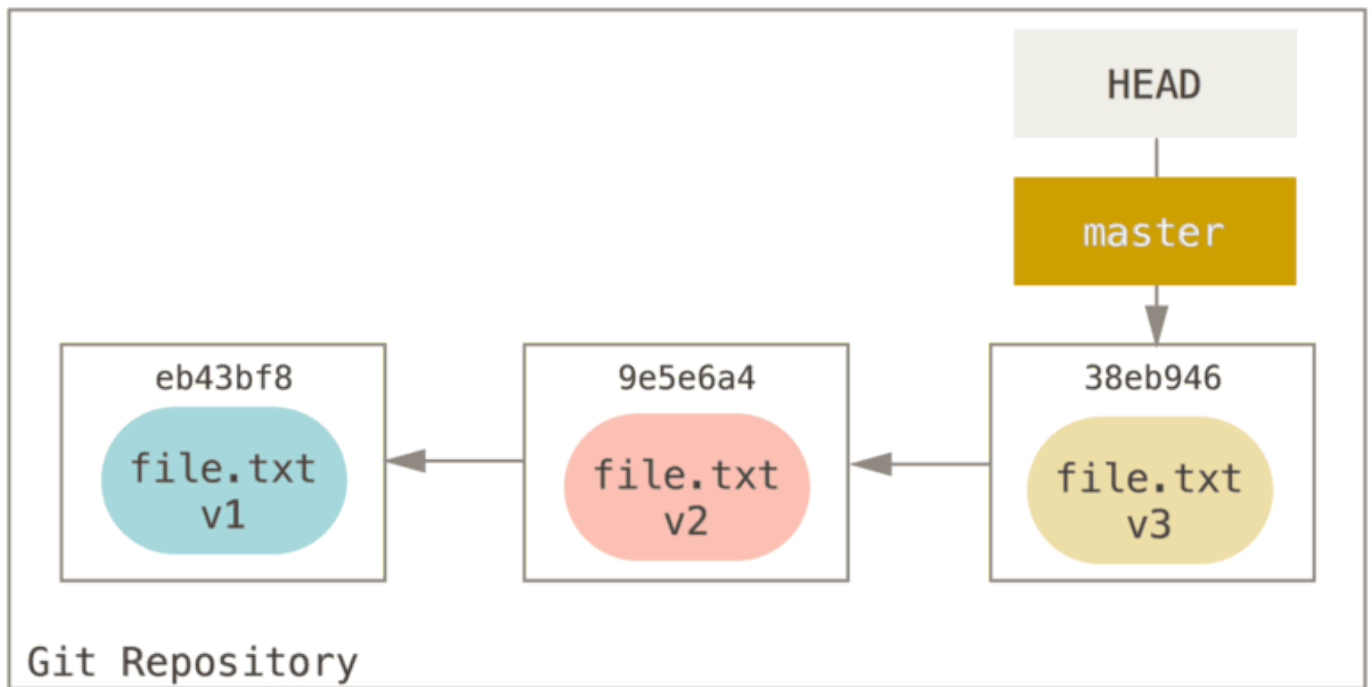 HEAD
master
eb43bf8
file.txt
v1
9e5e6a4
file.txt
v2
38eb946
file.txt
v3
Git Repository